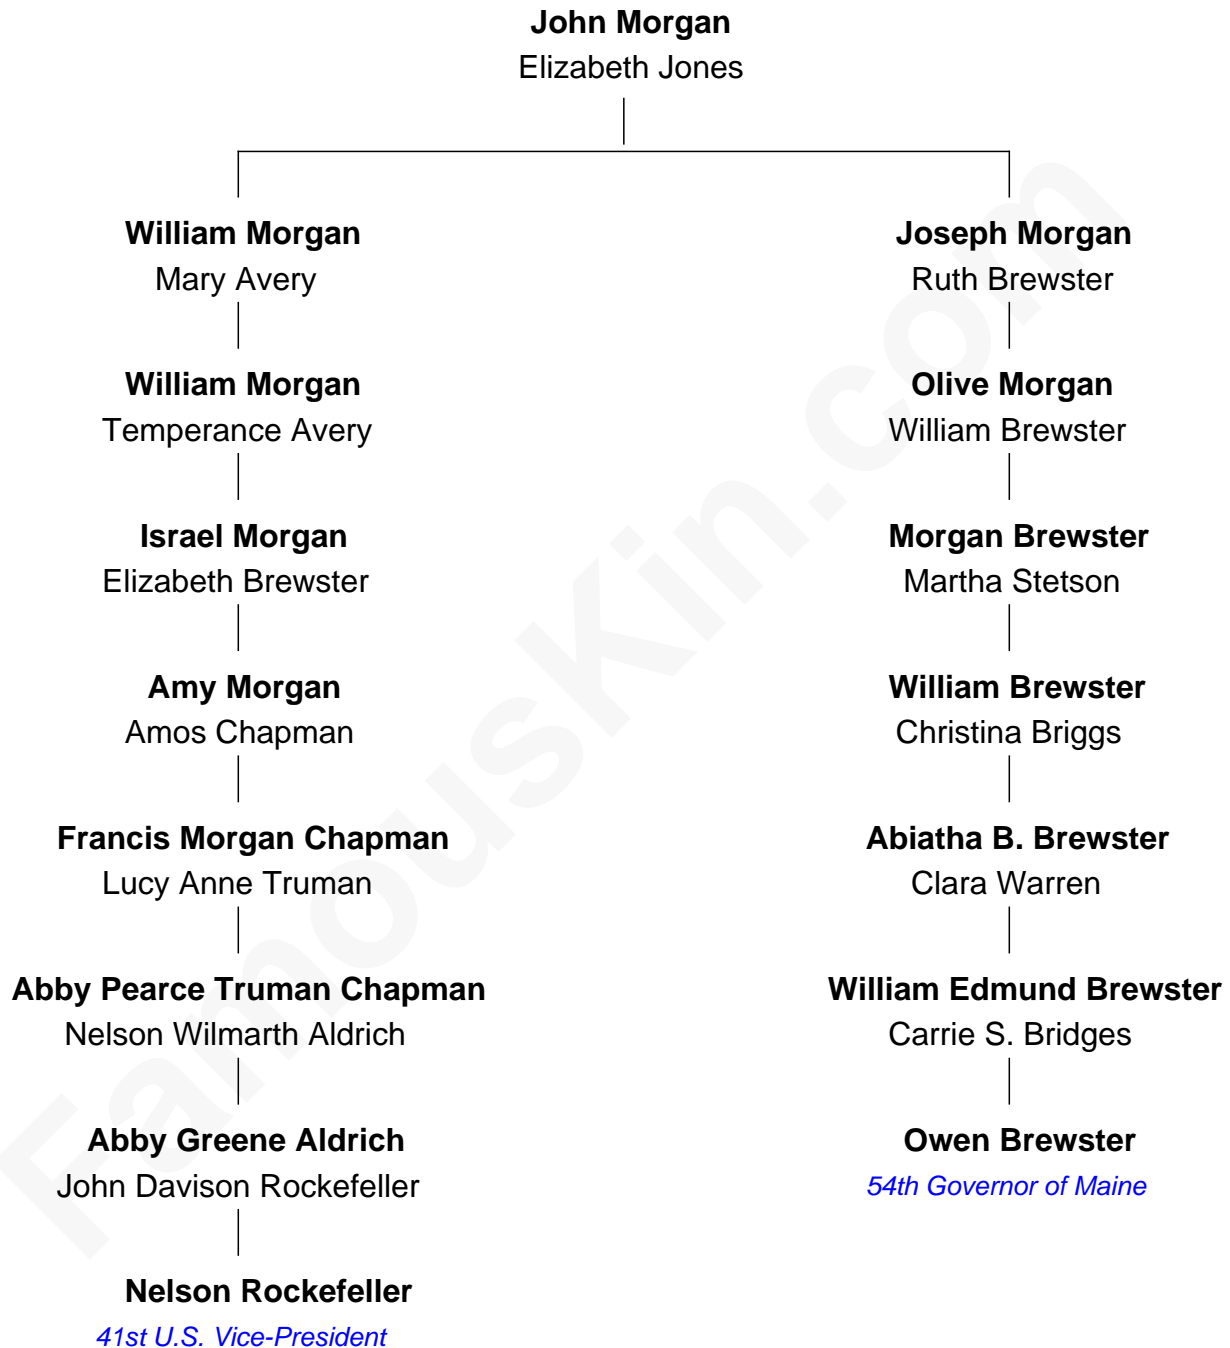 John Morgan
Elizabeth Jones
William Morgan
Mary Avery
Joseph Morgan
Ruth Brewster
William Morgan
Temperance Avery
Olive Morgan
William Brewster
Israel Morgan
Elizabeth Brewster
Morgan Brewster
Martha Stetson
Amy Morgan
Amos Chapman
William Brewster
Christina Briggs
Francis Morgan Chapman
Lucy Anne Truman
Abiatha B. Brewster
Clara Warren
Abby Pearce Truman Chapman
Nelson Wilmarth Aldrich
William Edmund Brewster
Carrie S. Bridges
Abby Greene Aldrich
John Davison Rockefeller
Owen Brewster
54th Governor of Maine
Nelson Rockefeller
41st U.S. Vice-President
FamousKin.com